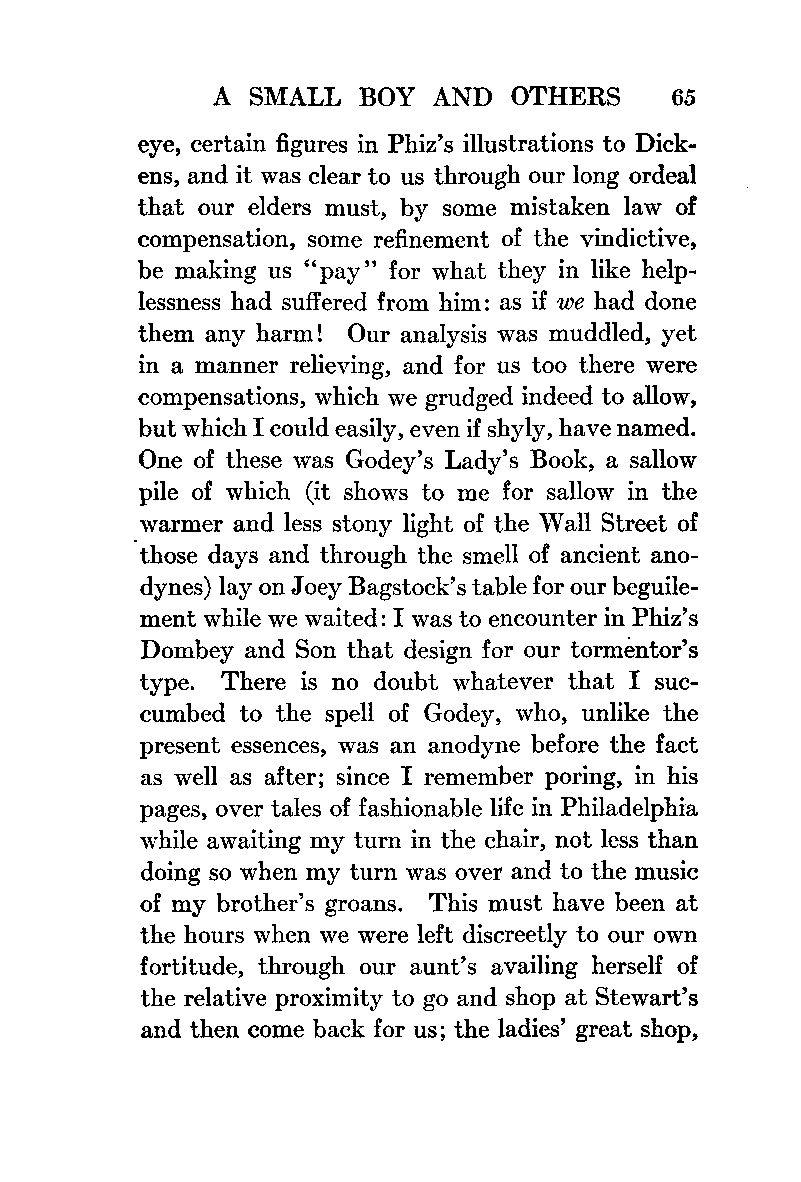 A SMALL BOY AND OTHERS 65
eye, certain figures in Phiz's illustrations to Dick-
ens, and it was clear to us through our long ordeal
that our elders must, by some mistaken law of
compensation, some refinement of the vindictive,
be making us "pay" for what they in like help-
lessness had suffered from him: as if we had done
them any harm! Our analysis was muddled, yet
in a manner relieving, and for us too there were
compensations, which we grudged indeed to allow,
but which I could easily, even if shyly, have named.
One of these was Godey's Lady's Book, a sallow
pile of which (it shows to me for sallow in the
warmer and less stony light of the Wall Street of
those days and through the smell of ancient ano-
dynes) lay on Joey Bagstock's table for our beguile-
ment while we waited: I was to encounter in Phiz's
Dombey and Son that design for our tormentor's
type. There is no doubt whatever that I suc-
cumbed to the spell of Godey, who, unlike the
present essences, was an anodyne before the fact
as well as after; since I remember poring, in his
pages, over tales of fashionable life in Philadelphia
while awaiting my turn in the chair, not less than
doing so when my turn was over and to the music
of my brother's groans. This must have been at
the hours when we were left discreetly to our own
fortitude, through our aunt's availing herself of
the relative proximity to go and shop at Stewart's
and then come back for us; the ladies' great shop,